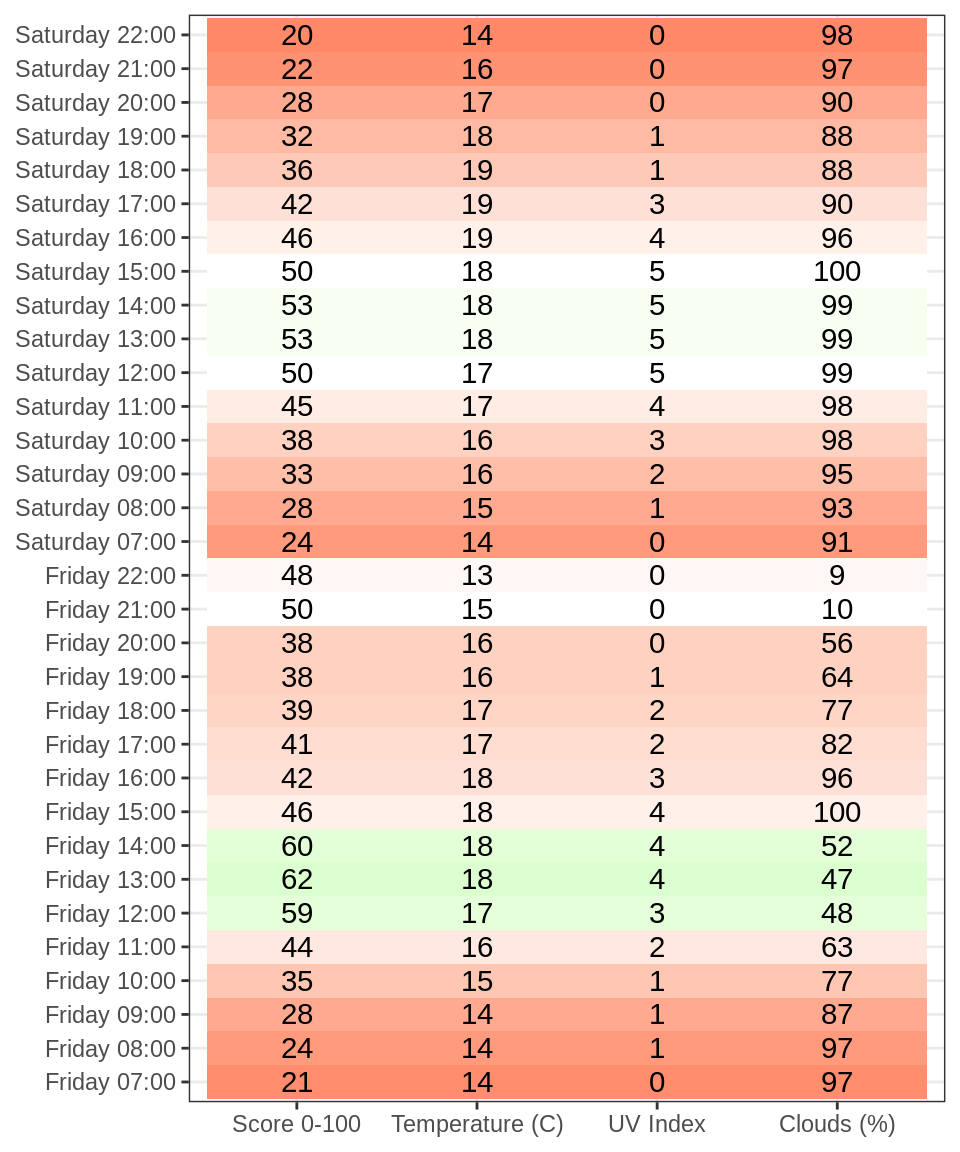 Saturday 22:00 20 14 0 98
Saturday 21:00 22 16 0 97
Saturday 20:00 28 17 0 90
Saturday 19:00 32 18 1 88
Saturday 18:00 36 19 1 88
Saturday 17:00 42 19 3 90
Saturday 16:00 46 19 4 96
Saturday 15:00 50 18 5 100
Saturday 14:00 53 18 5 99
Saturday 13:00 53 18 5 99
Saturday 12:00 50 17 5 99
Saturday 11:00 45 17 4 98
Saturday 10:00 38 16 3 98
Saturday 09:00 33 16 2 95
Saturday 08:00 28 15 1 93
Saturday 07:00 24 14 0 91
Friday 22:00 48 13 0 9
Friday 21:00 50 15 0 10
Friday 20:00 38 16 0 56
Friday 19:00 38 16 1 64
Friday 18:00 39 17 2 77
Friday 17:00 41 17 2 82
Friday 16:00 42 18 3 96
Friday 15:00 46 18 4 100
Friday 14:00 60 18 4 52
Friday 13:00 62 18 4 47
Friday 12:00 59 17 3 48
Friday 11:00 44 16 2 63
Friday 10:00 35 15 1 77
Friday 09:00 28 14 1 87
Friday 08:00 24 14 1 97
Friday 07:00 21 14 0 97
Score 0-100 Temperature (C) UV Index Clouds (%)